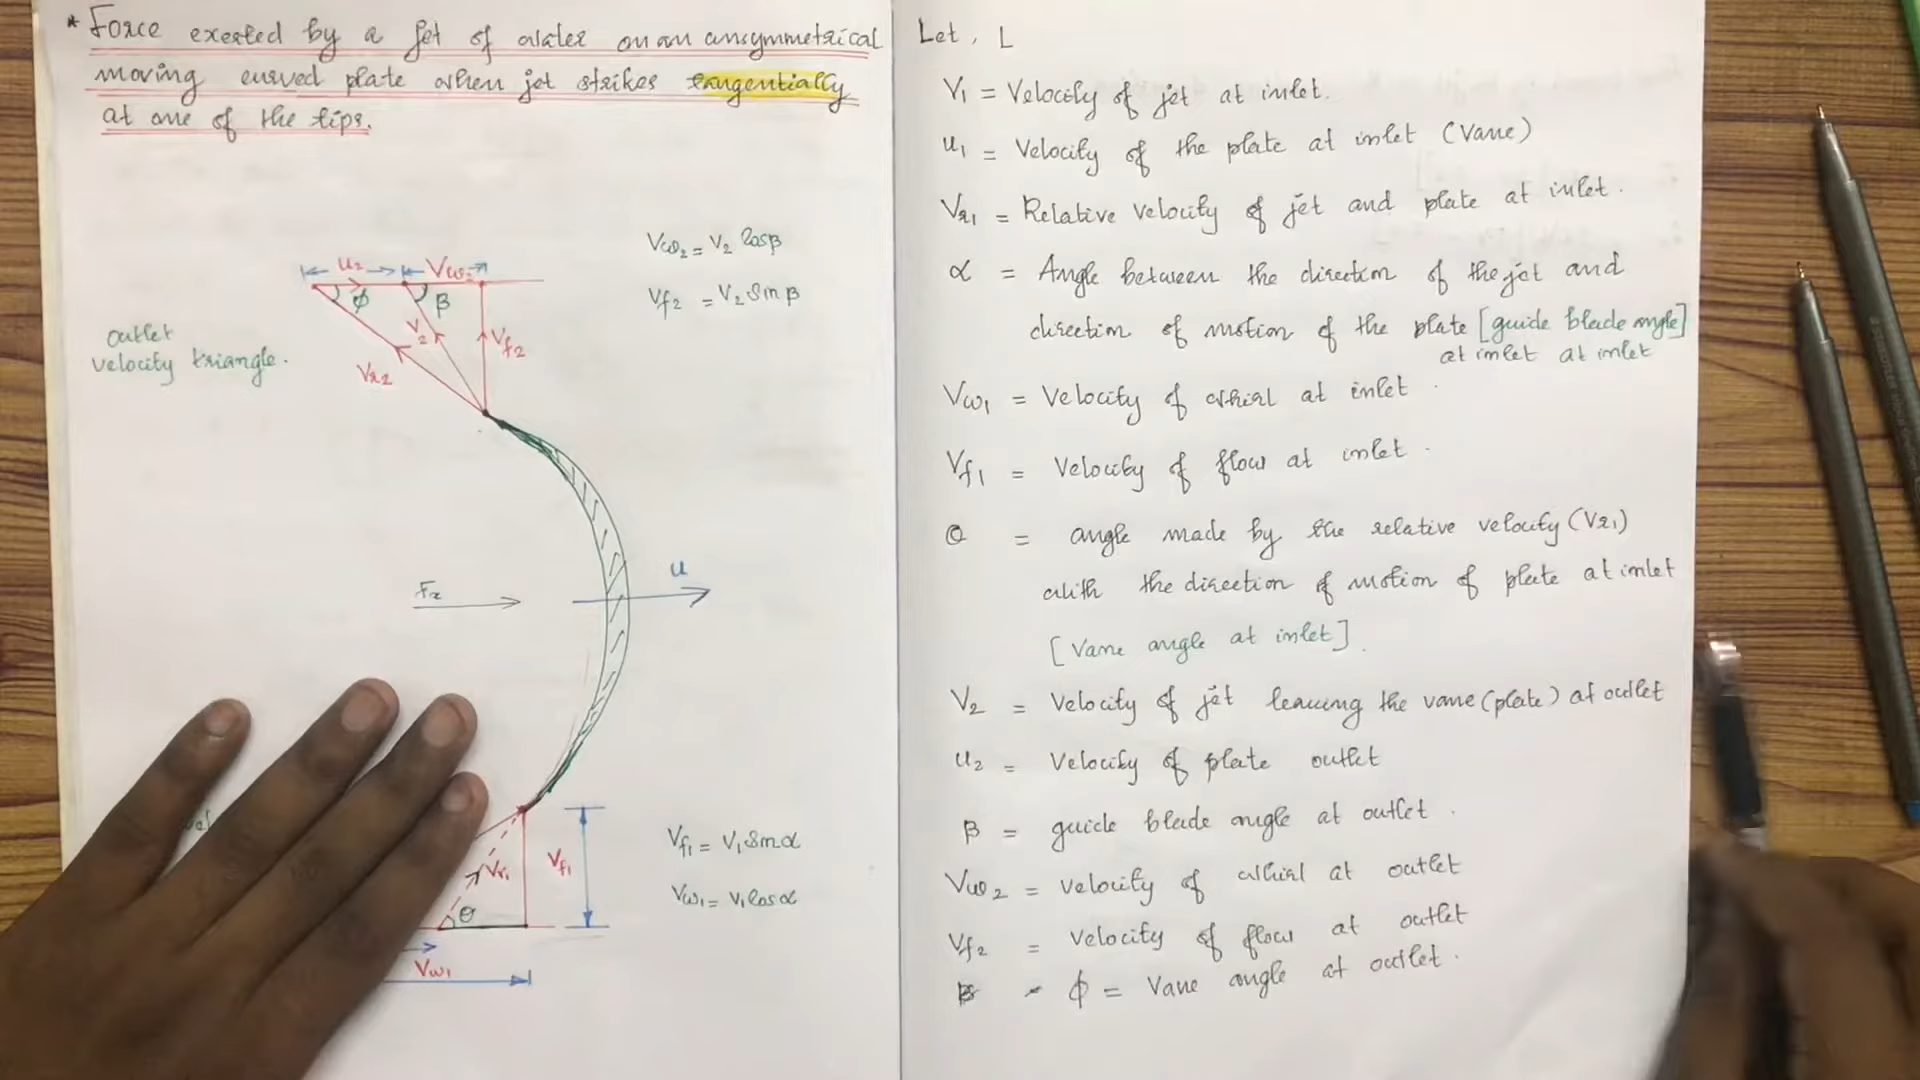 * Force exerted by a jet of water on an unsymmetrical
moving curved plate when jet strikes tangentially
at one of the tips.
u2
Vw2
φ
β
V2
Vf2
Vr2
outlet
velocity triangle.
Vw2 = V2 Cosβ
Vf2 = V2 Sinβ
Fx
u
Vel
Vr1
Vf1
θ
Vw1
Vf1 = V1 Sinα
Vw1 = V1 Cosα
Let, L
V1 = Velocity of jet at inlet.
u1 = Velocity of the plate at inlet (Vane)
Vr1 = Relative velocity of jet and plate at inlet.
α = Angle between the direction of the jet and
direction of motion of the plate [guide blade angle]
at inlet at inlet
Vw1 = Velocity of whirl at inlet.
Vf1 = Velocity of flow at inlet.
θ = angle made by the relative velocity (Vr1)
with the direction of motion of plate at inlet
[Vane angle at inlet].
V2 = Velocity of jet leaving the vane (plate) at outlet
u2 = Velocity of plate outlet
β = guide blade angle at outlet.
Vw2 = velocity of whirl at outlet
Vf2 = velocity of flow at outlet
- φ = Vane angle at outlet.